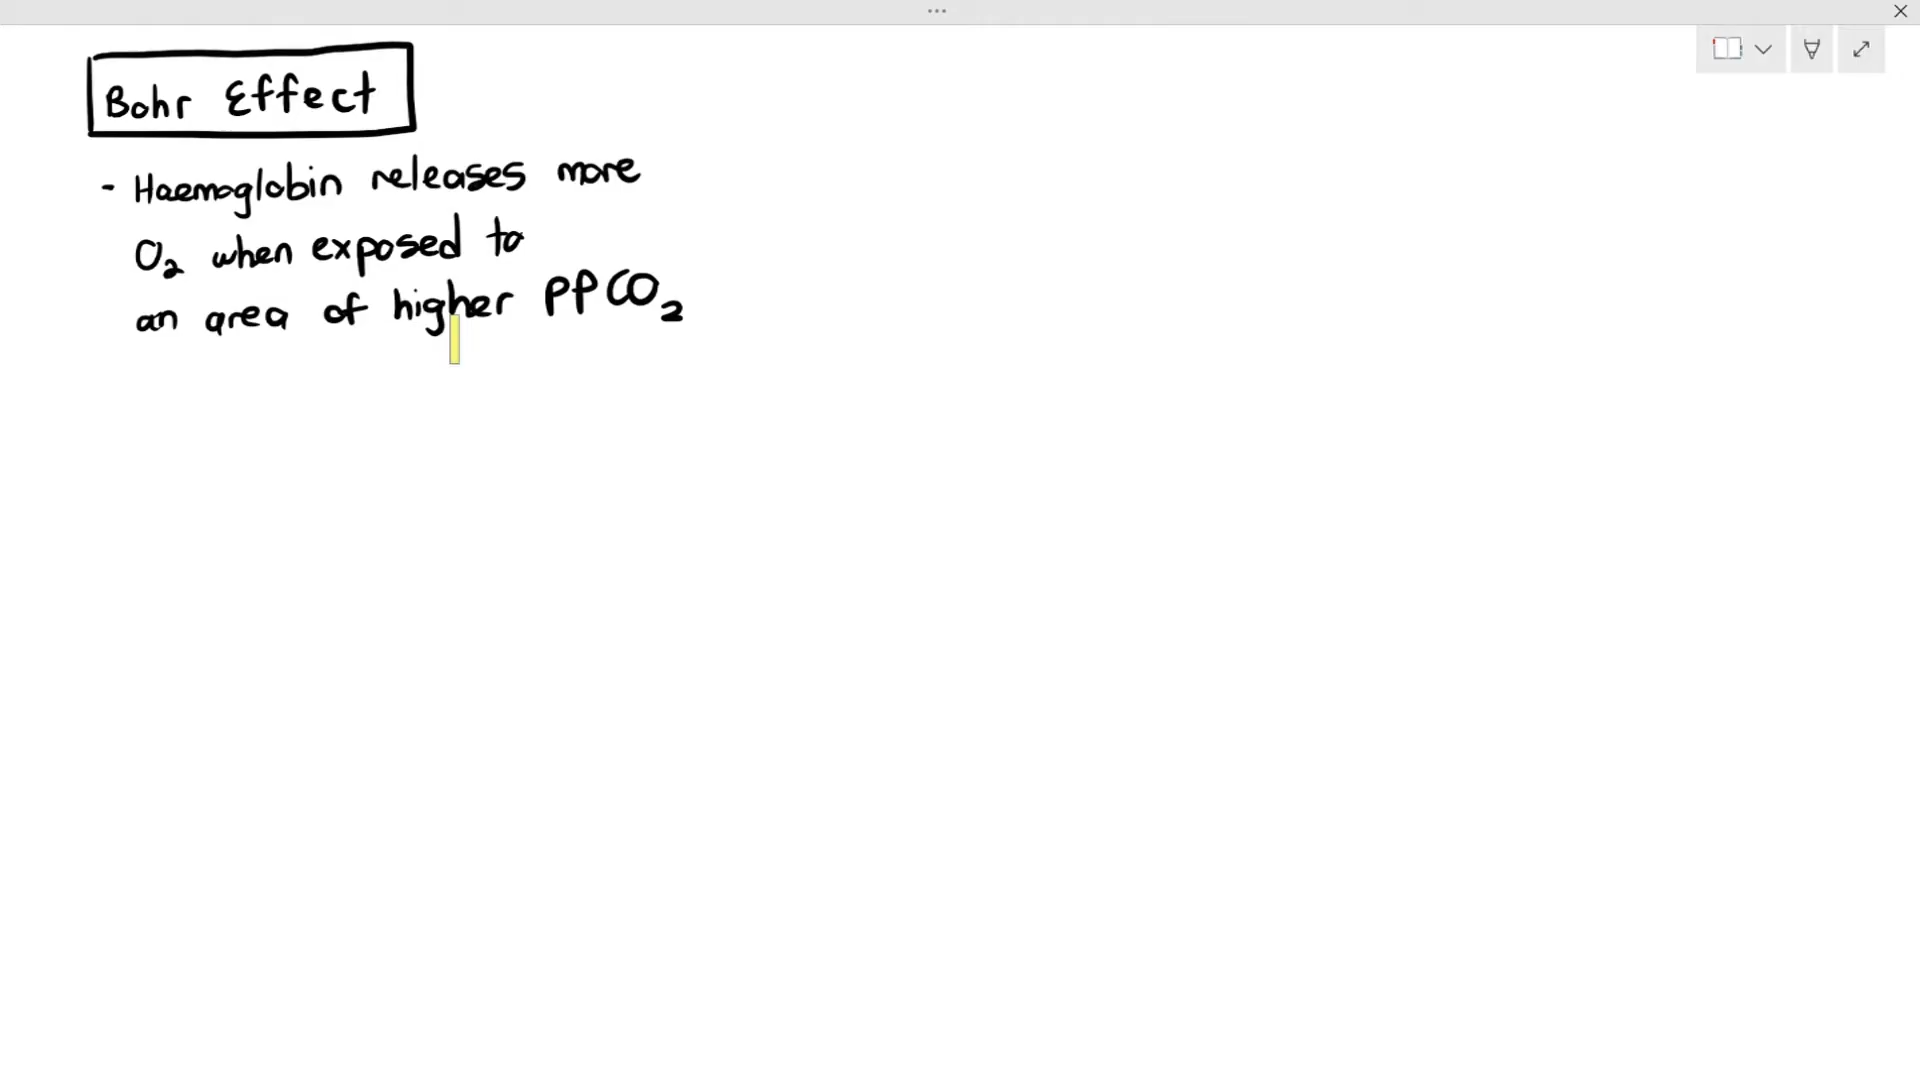 Bohr Effect
- Haemoglobin releases more
O₂ when exposed to
an area of higher PPCO₂